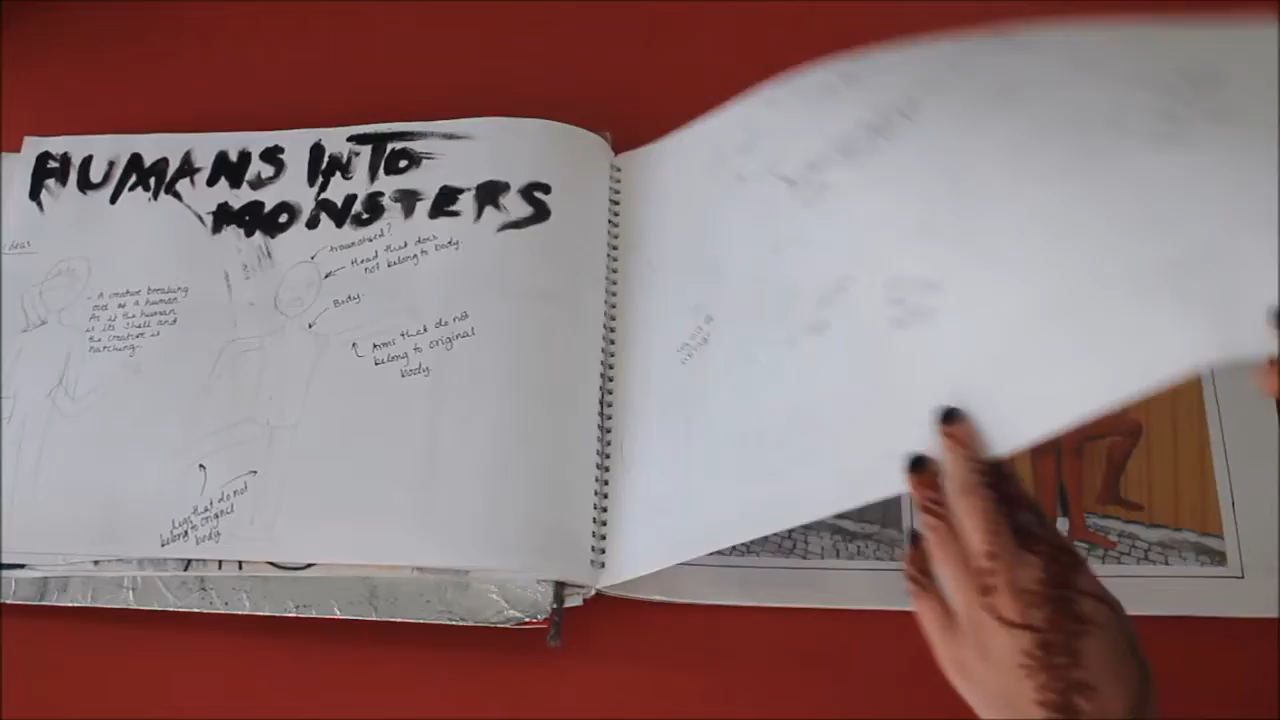 HUMANS INTO
MONSTERS
ideas
- A creature breaking
out of a human
As if the human
is its shell and
the creature is
hatching.
traumatised?
Head that does
not belong to body.
Body.
Arms that do not
belong to original
body.
legs that do not
belong to original
body